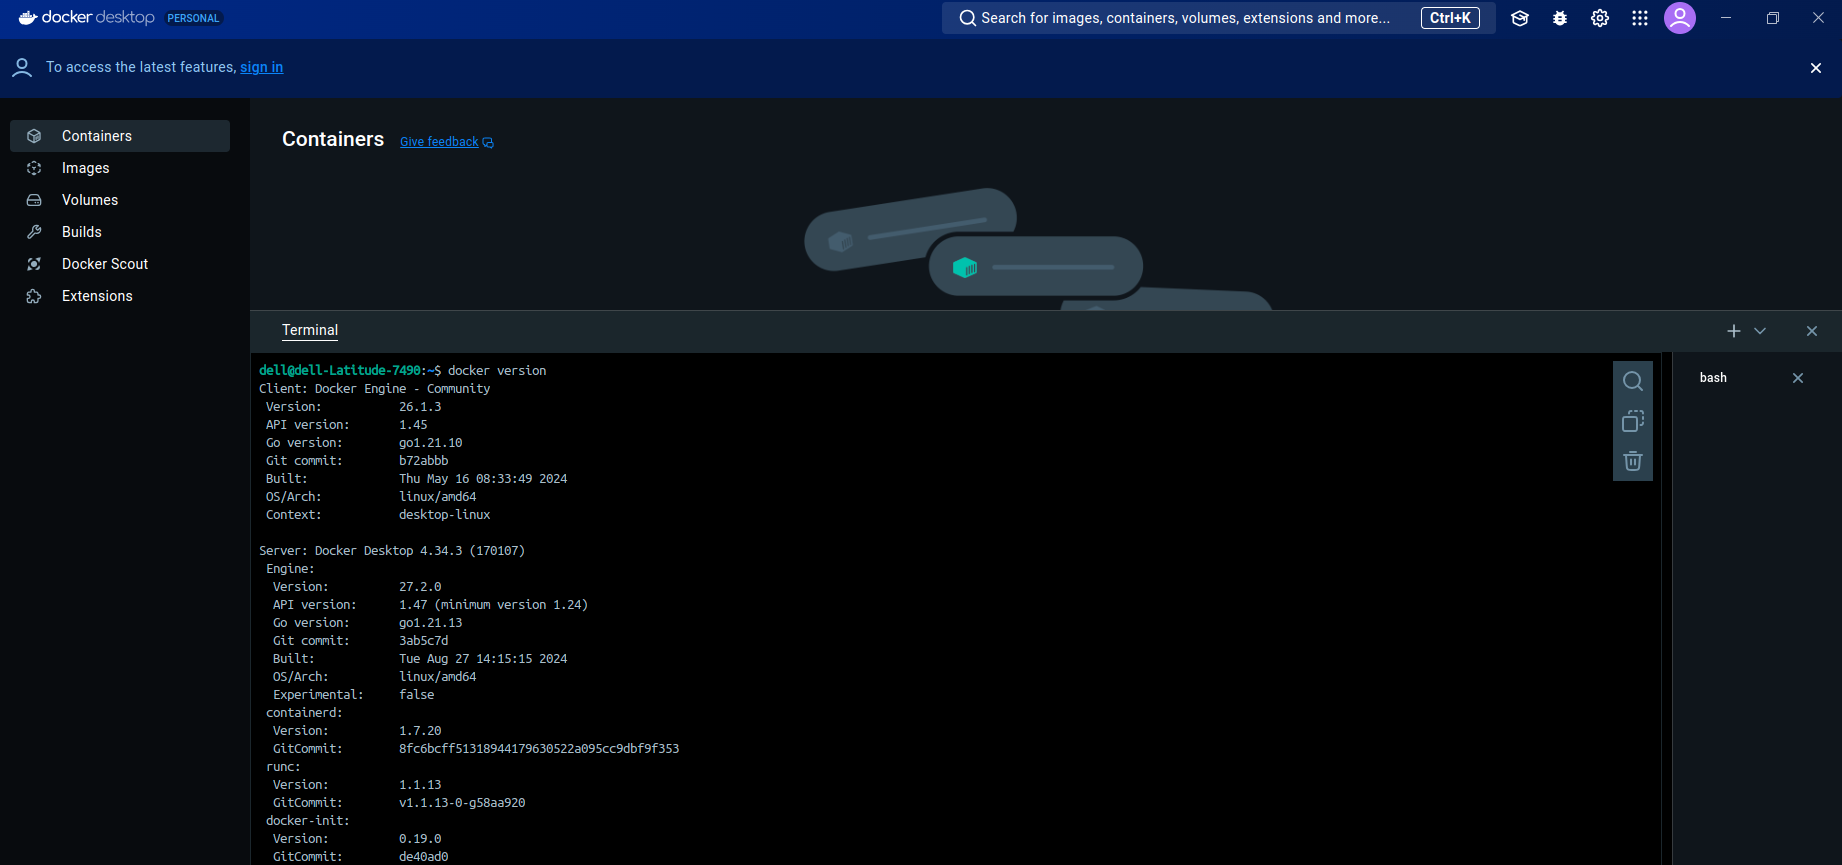 docker desktop PERSONAL
Search for images, containers, volumes, extensions and more... Ctrl+K
To access the latest features, sign in
Containers
Images
Volumes
Builds
Docker Scout
Extensions
Containers Give feedback
Terminal
bash
dell@dell-Latitude-7490:~$ docker version
Client: Docker Engine - Community
Version: 26.1.3
API version: 1.45
Go version: go1.21.10
Git commit: b72abbb
Built: Thu May 16 08:33:49 2024
OS/Arch: linux/amd64
Context: desktop-linux
Server: Docker Desktop 4.34.3 (170107)
Engine:
Version: 27.2.0
API version: 1.47 (minimum version 1.24)
Go version: go1.21.13
Git commit: 3ab5c7d
Built: Tue Aug 27 14:15:15 2024
OS/Arch: linux/amd64
Experimental: false
containerd:
Version: 1.7.20
GitCommit: 8fc6bcff51318944179630522a095cc9dbf9f353
runc:
Version: 1.1.13
GitCommit: v1.1.13-0-g58aa920
docker-init:
Version: 0.19.0
GitCommit: de40ad0